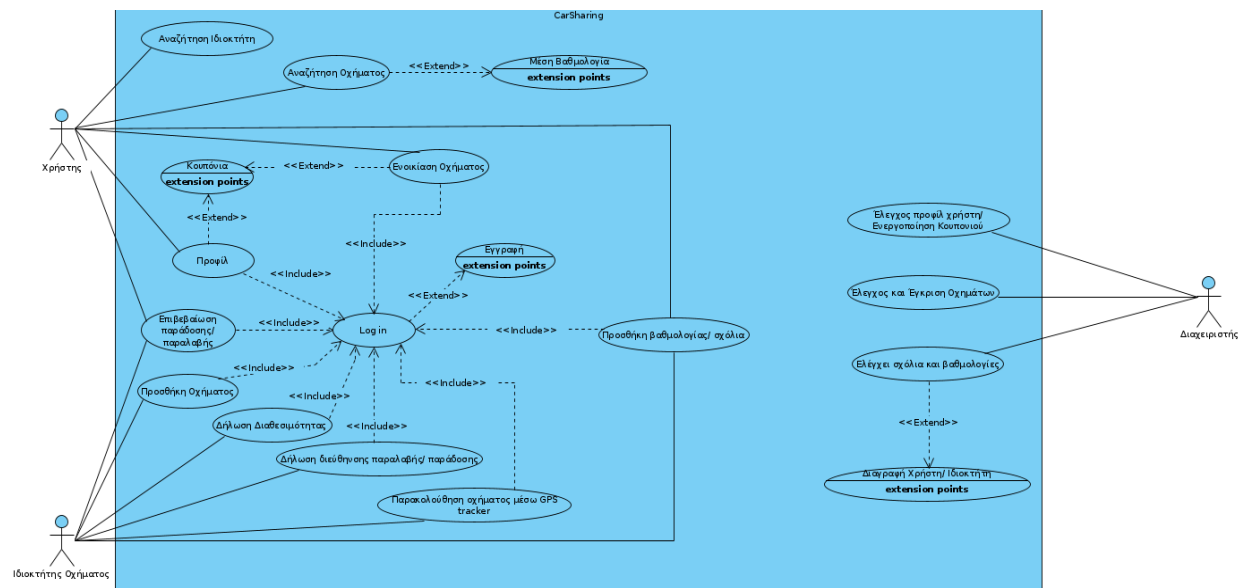 CarSharing
Αναζήτηση Ιδιοκτήτη
Αναζήτηση Οχήματος
<<Extend>>
Μέση Βαθμολογία
extension points
Χρήστης
Κουπόνια
extension points
<<Extend>>
Ενοικίαση Οχήματος
<<Extend>>
Προφίλ
<<Include>>
<<Include>>
Εγγραφή
extension points
<<Extend>>
Έλεγχος προφίλ χρήστη/
Ενεργοποίηση Κουπονιού
Έλεγχος και Έγκριση Οχημάτων
Διαχειριστής
Επιβεβαίωση
παράδοσης/
παραλαβής
<<Include>>
Log in
<<Include>>
Προσθήκη βαθμολογίας/ σχόλια
Ελέγχει σχόλια και βαθμολογίες
<<Include>>
Προσθήκη Οχήματος
<<Include>>
<<Include>>
Δήλωση Διαθεσιμότητας
<<Include>>
<<Extend>>
Δήλωση διεύθηνσης παραλαβής/ παράδοσης
Διαγραφή Χρήστη/ Ιδιοκτήτη
extension points
Παρακολούθηση οχήματος μέσω GPS
tracker
Ιδιοκτήτης Οχήματος